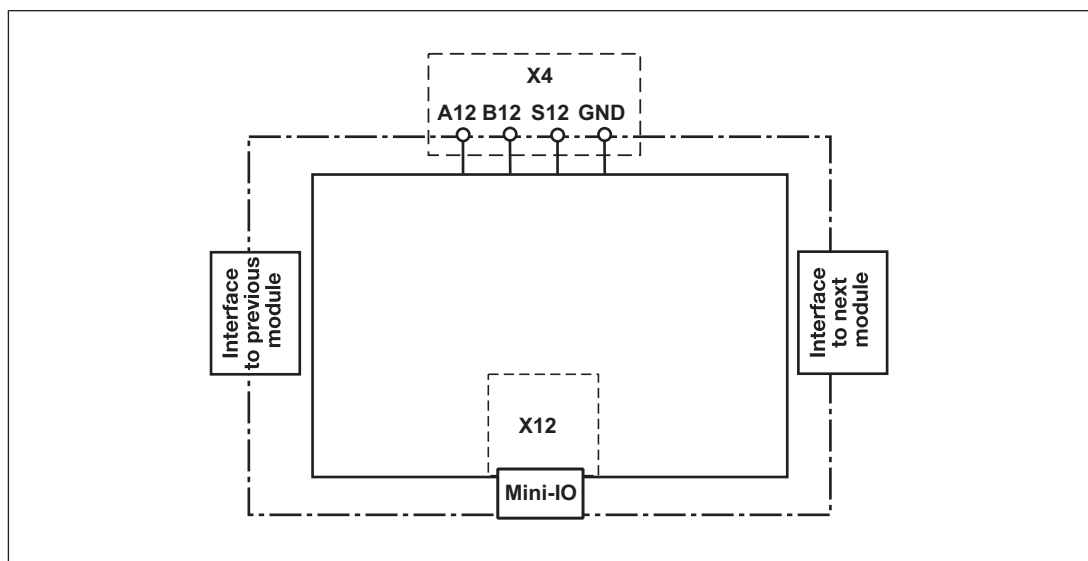 X4
A12 B12 S12 GND
Interface
to previous
module
Interface
to next
module
X12
Mini-IO